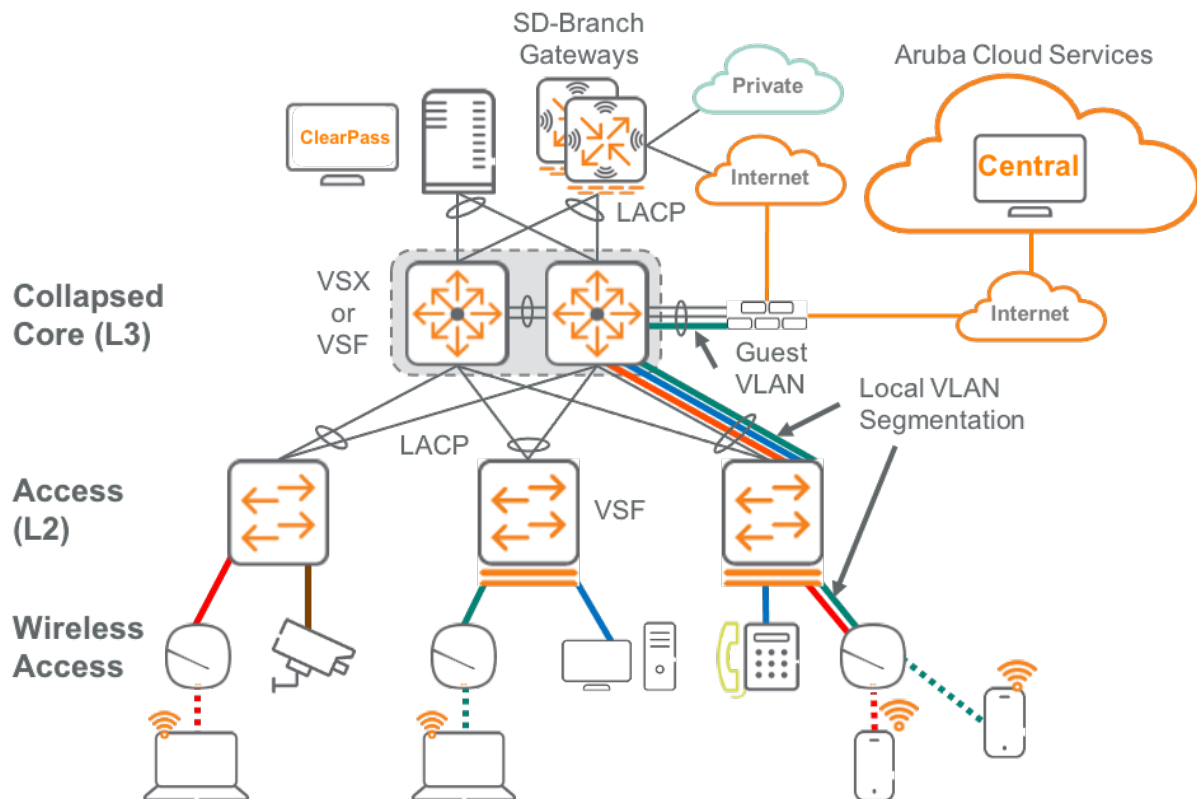 SD-Branch
Gateways
Aruba Cloud Services
Private
ClearPass
Internet
Central
LACP
VSX
or
VSF
Collapsed
Core (L3)
Internet
Guest
VLAN
Local VLAN
Segmentation
LACP
Access
(L2)
VSF
Wireless
Access